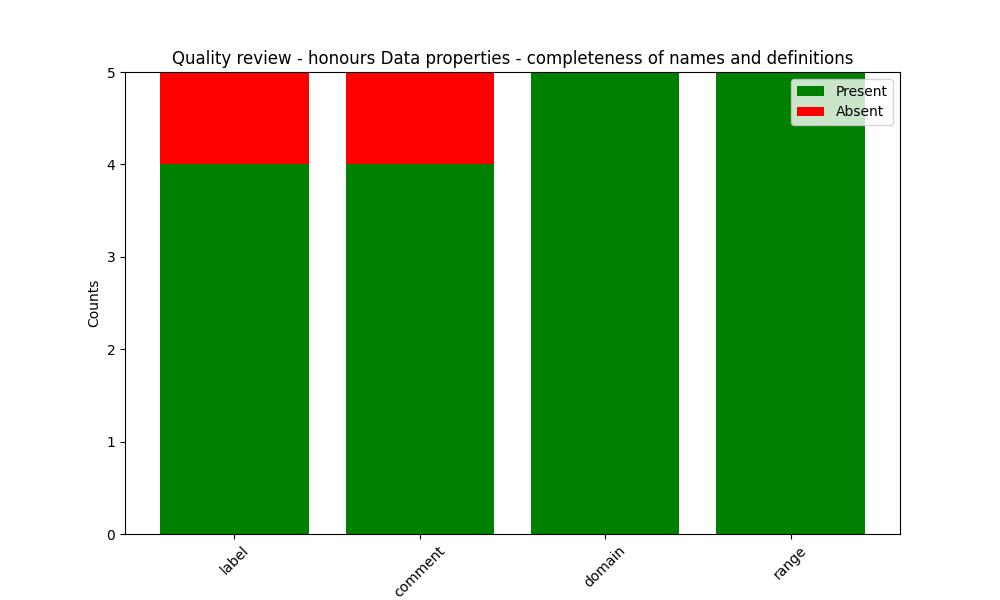 Quality review - honours Data properties - completeness of names and definitions
Present
Absent
Counts
5
4
3
2
1
0
label
comment
domain
range